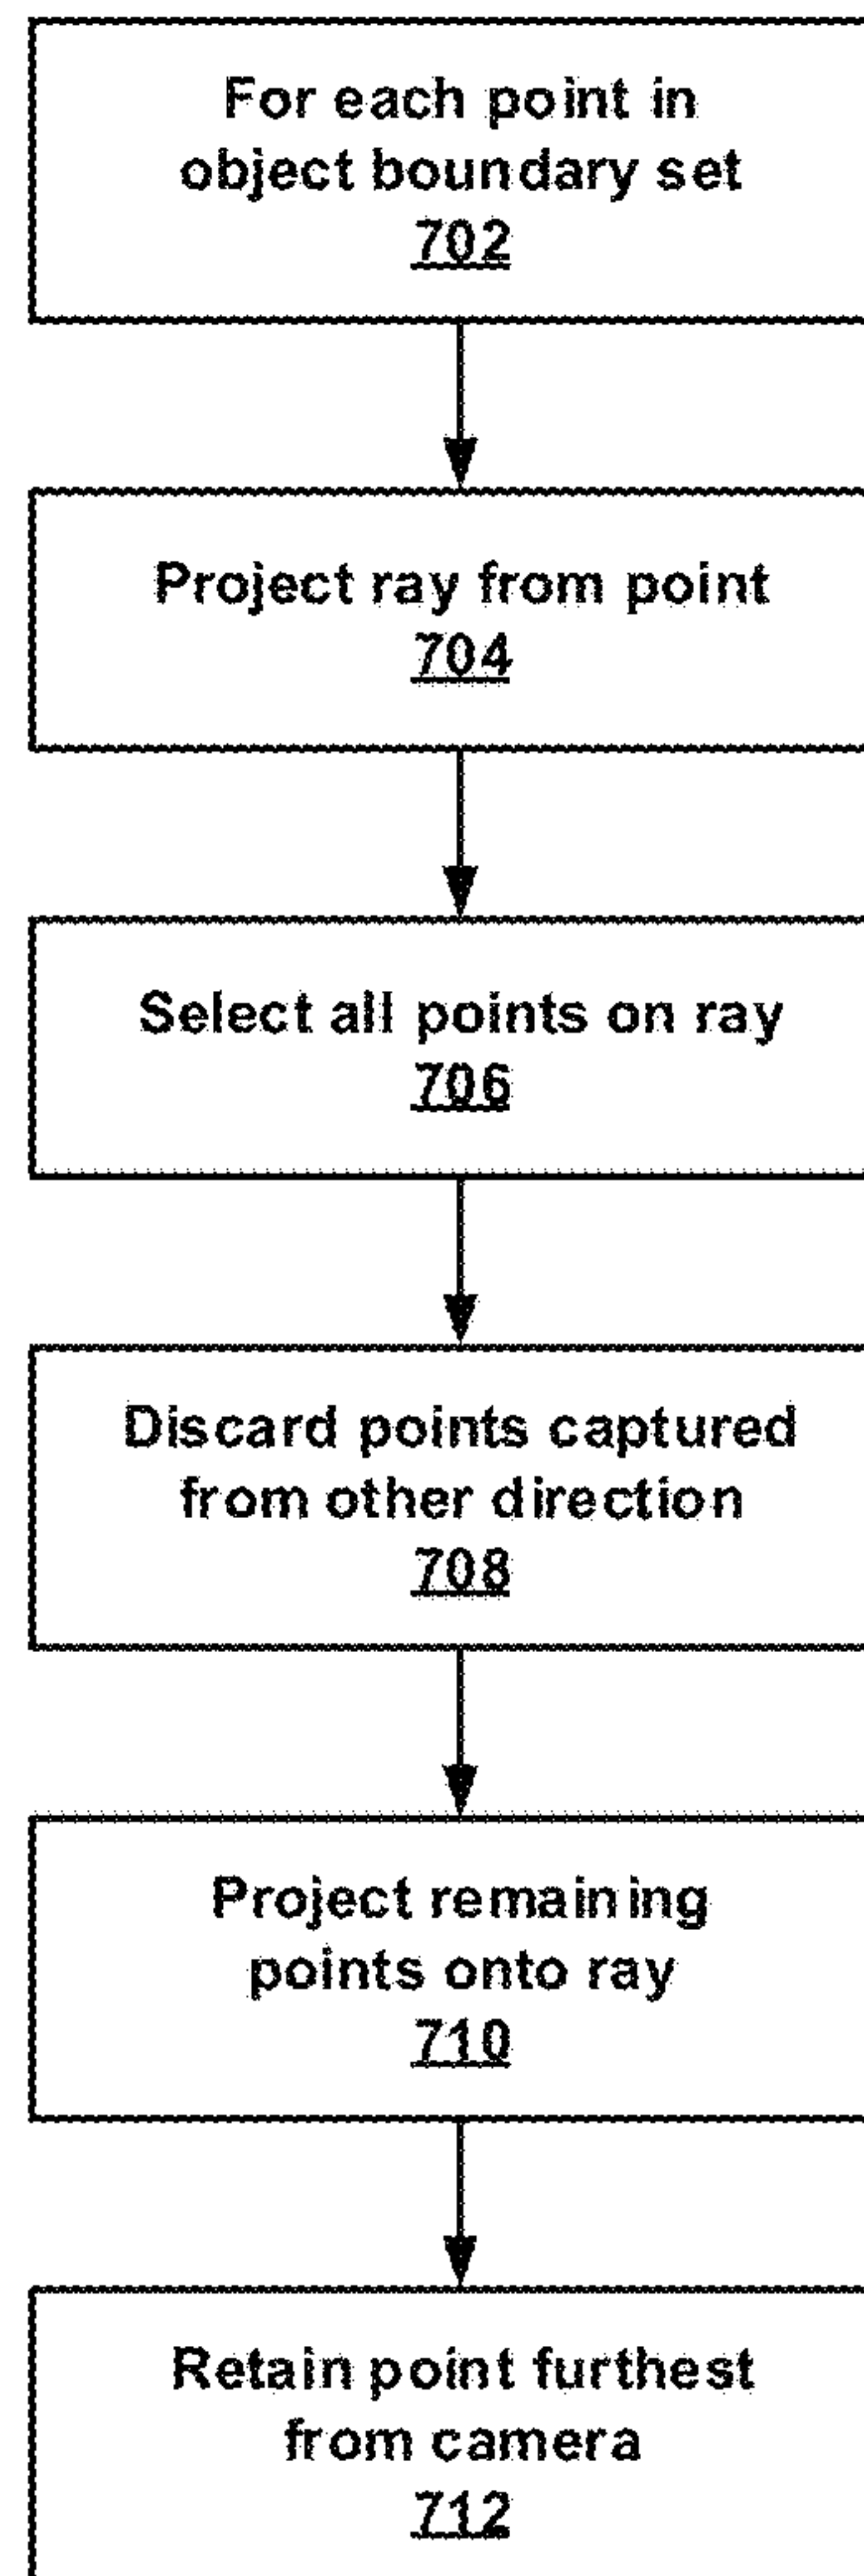 For each point in
object boundary set
702
Project ray from point
704
Select all points on ray
706
Discard points captured
from other direction
708
Project remaining
points onto ray
710
Retain point furthest
from camera
712